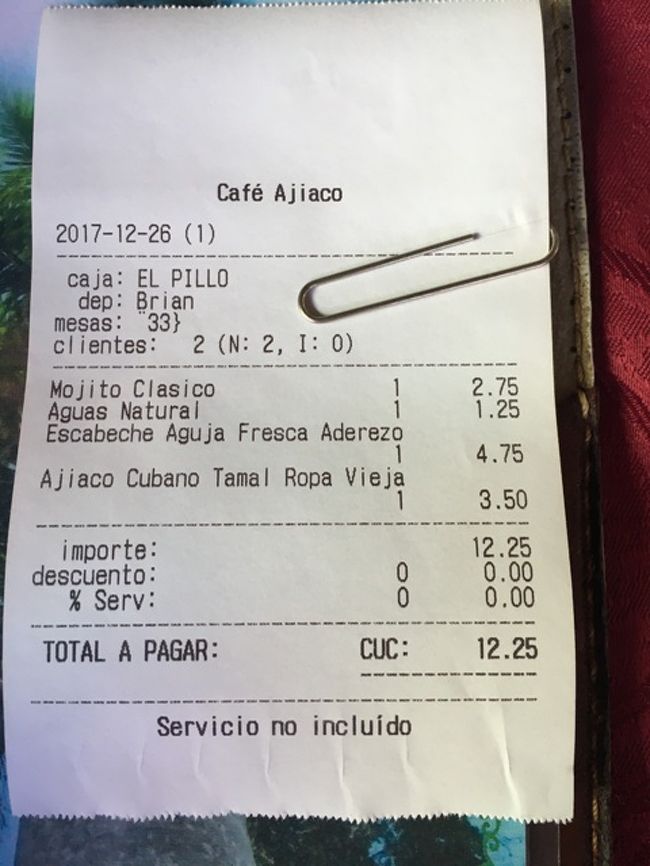 Café Ajiaco
2017-12-26 (1)
caja: EL PILLO
dep: Brian
mesas: ¨33}
clientes: 2 (N: 2, I: 0)
Mojito Clasico 1 2.75
Aguas Natural 1 1.25
Escabeche Aguja Fresca Aderezo
1 4.75
Ajiaco Cubano Tamal Ropa Vieja
1 3.50
importe: 12.25
descuento: 0 0.00
% Serv: 0 0.00
TOTAL A PAGAR: CUC: 12.25
Servicio no incluído